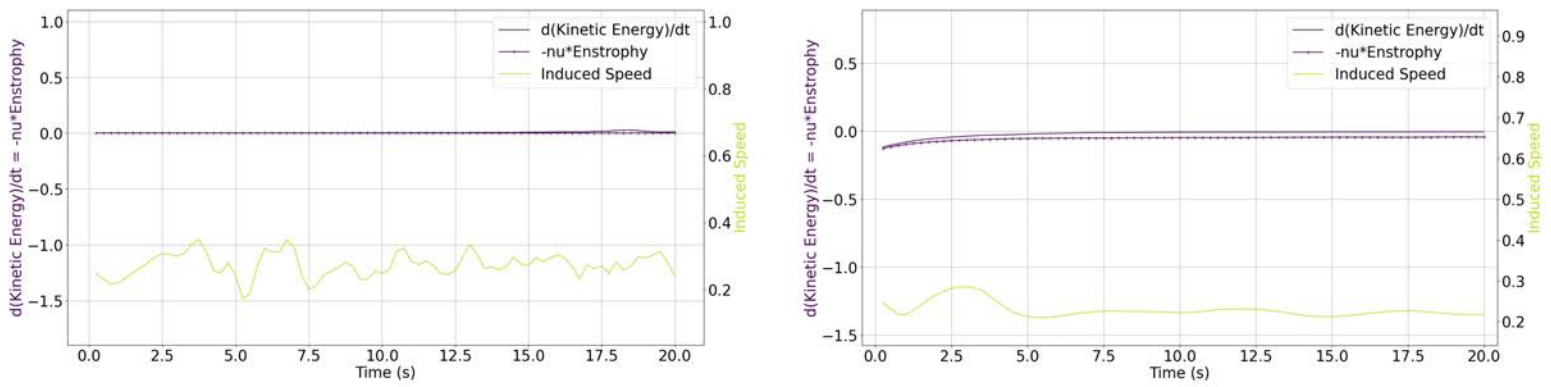 d(Kinetic Energy)/dt = -nu*Enstrophy
1.0
0.5
0.0
−0.5
−1.0
−1.5
d(Kinetic Energy)/dt
-nu*Enstrophy
Induced Speed
1.0
0.8
0.6
0.4
0.2
Induced Speed
0.0 2.5 5.0 7.5 10.0 12.5 15.0 17.5 20.0
Time (s)
d(Kinetic Energy)/dt = -nu*Enstrophy
0.5
0.0
−0.5
−1.0
−1.5
d(Kinetic Energy)/dt
-nu*Enstrophy
Induced Speed
0.9
0.8
0.7
0.6
0.5
0.4
0.3
0.2
Induced Speed
0.0 2.5 5.0 7.5 10.0 12.5 15.0 17.5 20.0
Time (s)